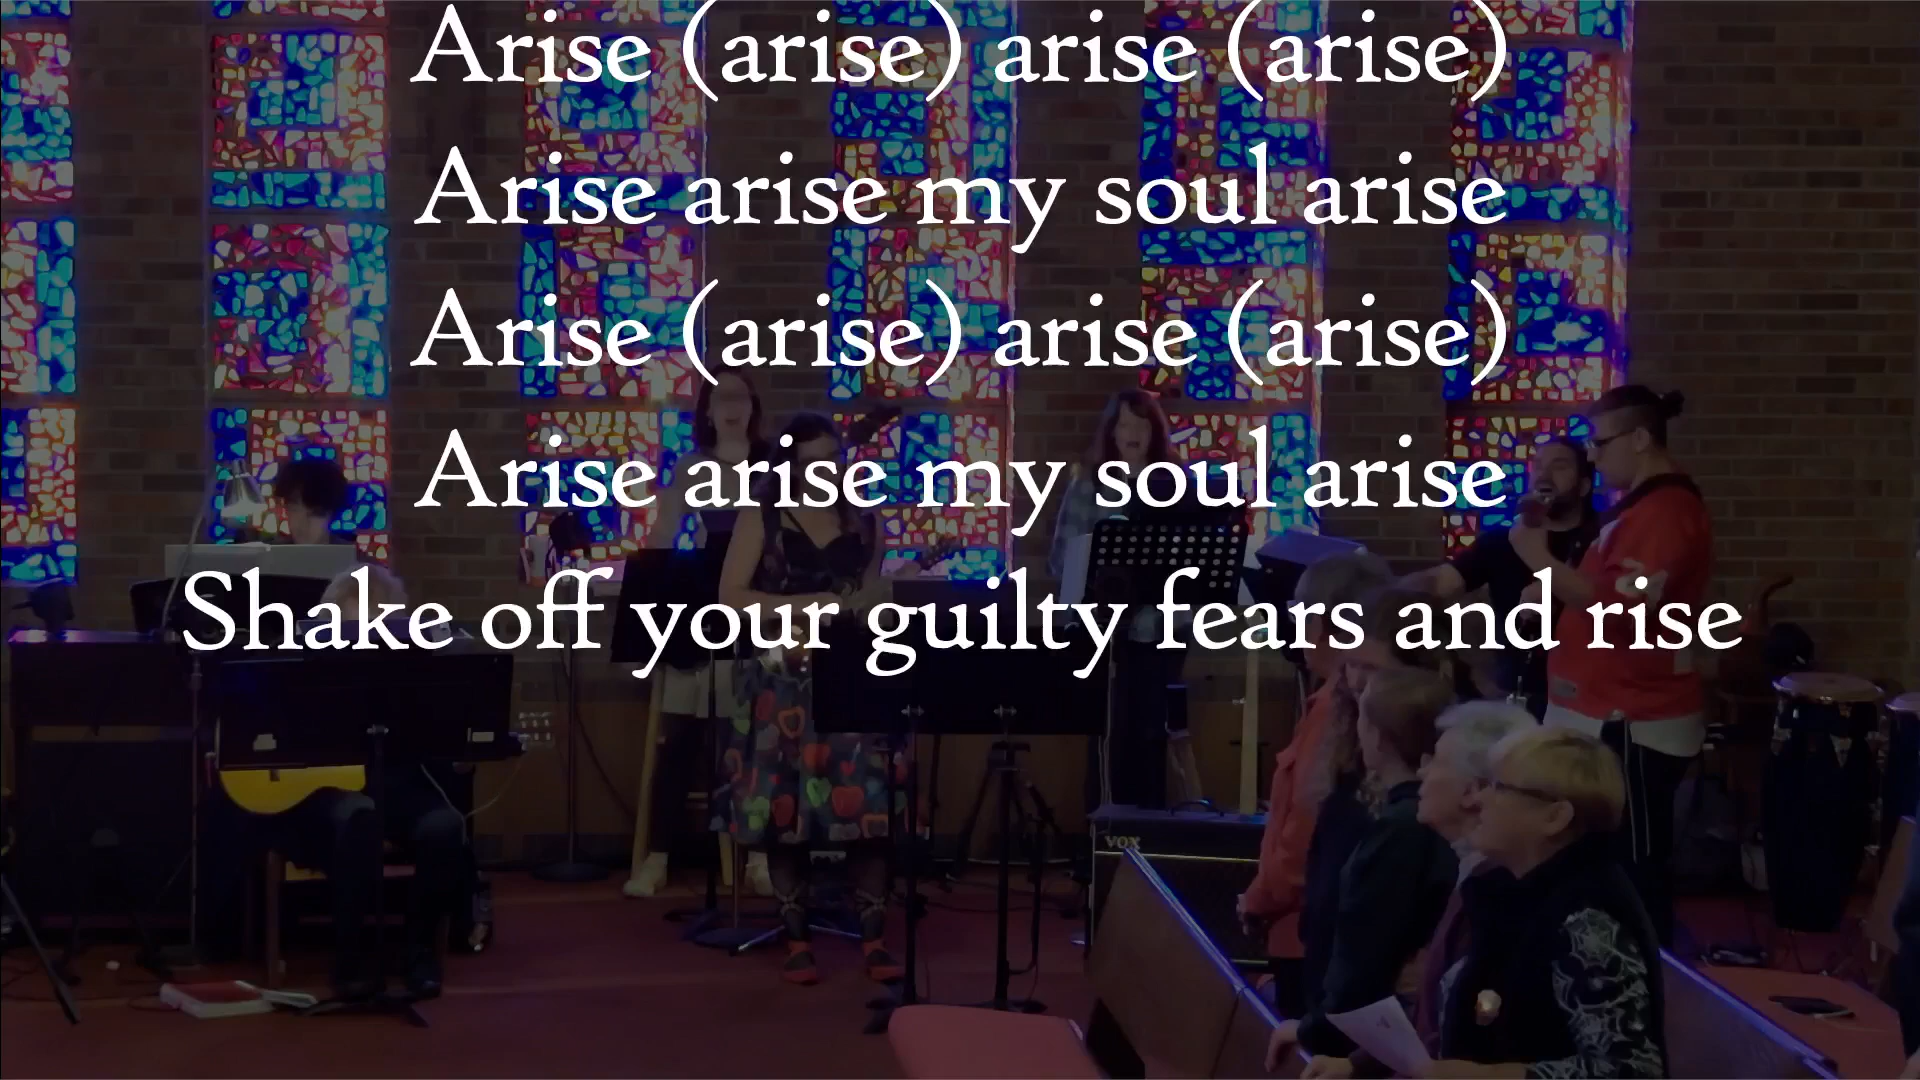 Arise (arise) arise (arise)
Arise arise my soul arise
Arise (arise) arise (arise)
Arise arise my soul arise
Shake off your guilty fears and rise
VOX